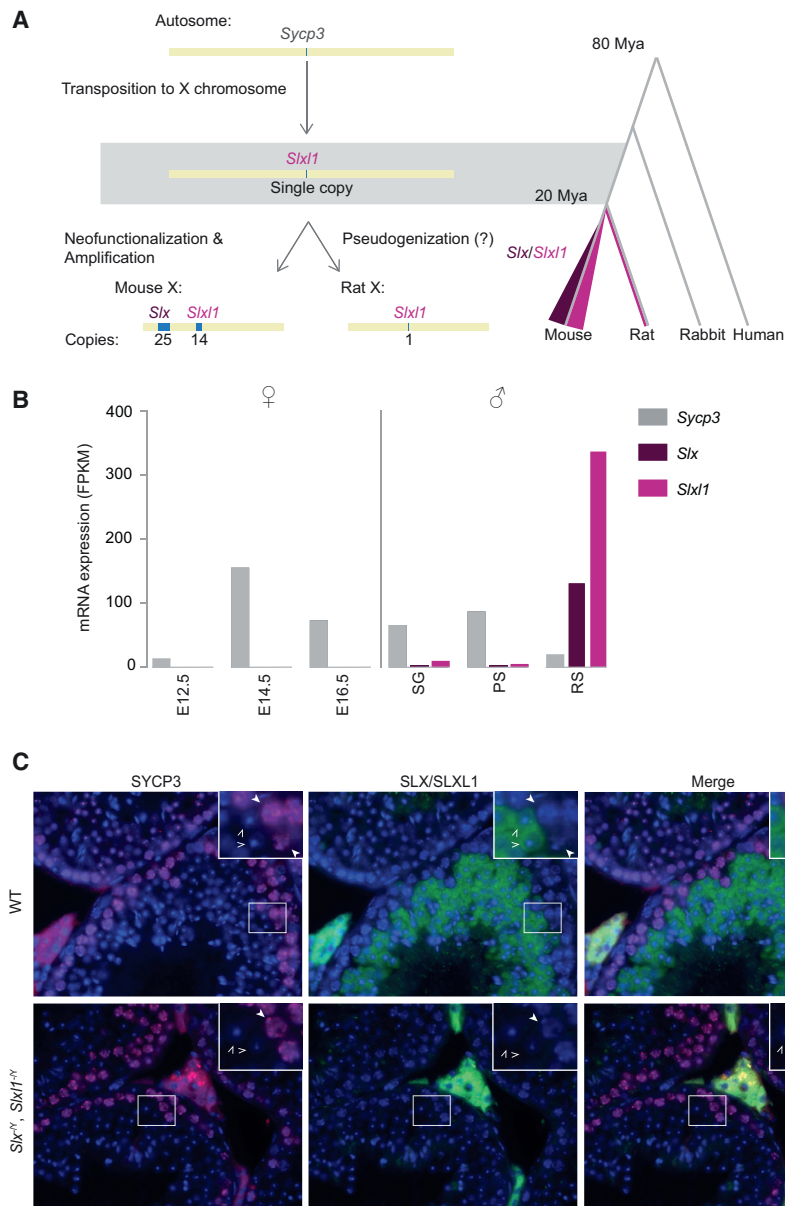 A
Autosome:
Sycp3
Transposition to X chromosome
80 Mya
Slxl1
Single copy
20 Mya
Neofunctionalization &
Amplification
Pseudogenization (?)
Slx/Slxl1
Mouse X:
Rat X:
Slx Slxl1
Slxl1
Copies: 25 14 1
Mouse Rat Rabbit Human
B
♀ ♂
mRNA expression (FPKM)
400
300
200
100
0
E12.5 E14.5 E16.5 SG PS RS
Sycp3
Slx
Slxl1
C
SYCP3 SLX/SLXL1 Merge
WT
Slx-/Y, Slxl1-/Y